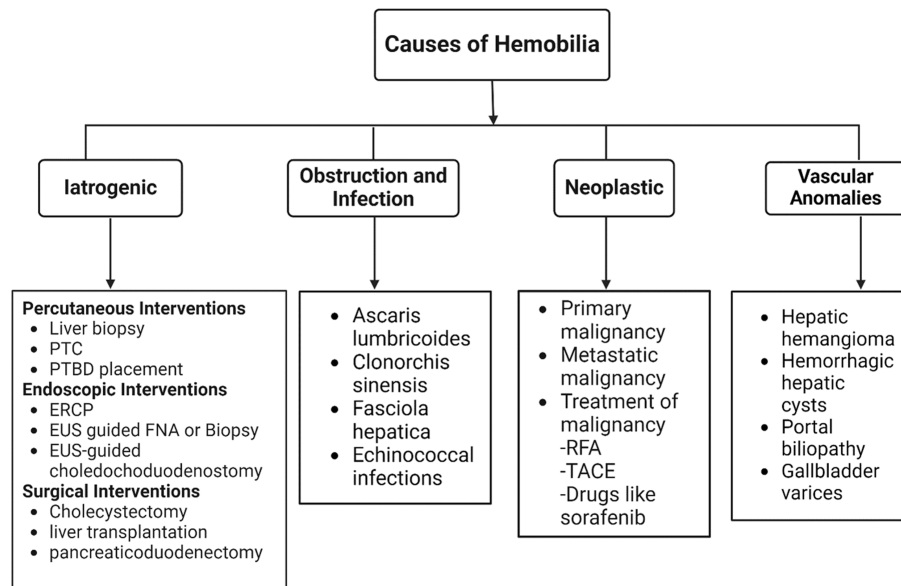 Causes of Hemobilia
Iatrogenic
Obstruction and
Infection
Neoplastic
Vascular
Anomalies
Percutaneous Interventions
• Liver biopsy
• PTC
• PTBD placement
Endoscopic Interventions
• ERCP
• EUS guided FNA or Biopsy
• EUS-guided
choledochoduodenostomy
Surgical Interventions
• Cholecystectomy
• liver transplantation
• pancreaticoduodenectomy
• Ascaris
lumbricoides
• Clonorchis
sinensis
• Fasciola
hepatica
• Echinococcal
infections
• Primary
malignancy
• Metastatic
malignancy
• Treatment of
malignancy
-RFA
-TACE
-Drugs like
sorafenib
• Hepatic
hemangioma
• Hemorrhagic
hepatic
cysts
• Portal
biliopathy
• Gallbladder
varices